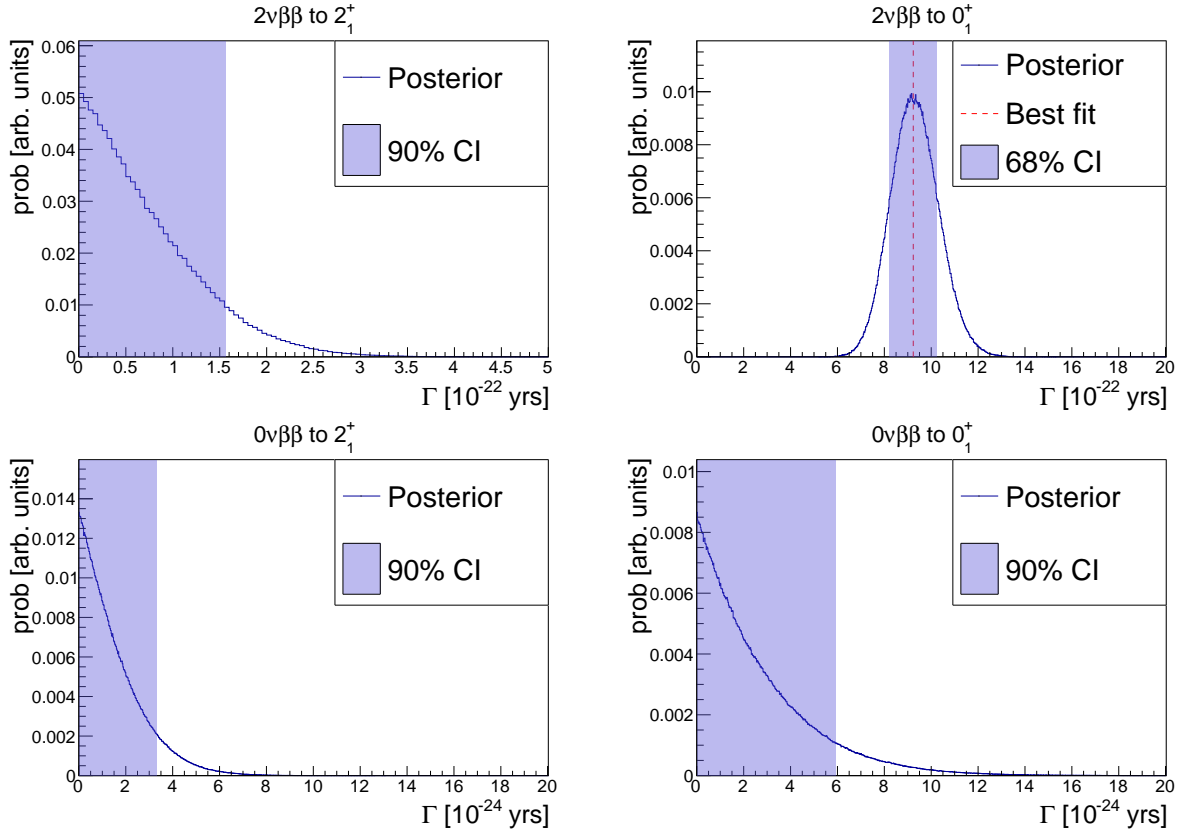 2νββ to 2₁⁺
prob [arb. units]
0.06
0.05
0.04
0.03
0.02
0.01
0
Posterior
90% CI
0 0.5 1 1.5 2 2.5 3 3.5 4 4.5 5
Γ [10⁻²² yrs]
2νββ to 0₁⁺
prob [arb. units]
0.01
0.008
0.006
0.004
0.002
0
Posterior
Best fit
68% CI
0 2 4 6 8 10 12 14 16 18 20
Γ [10⁻²² yrs]
0νββ to 2₁⁺
prob [arb. units]
0.014
0.012
0.01
0.008
0.006
0.004
0.002
0
Posterior
90% CI
0 2 4 6 8 10 12 14 16 18 20
Γ [10⁻²⁴ yrs]
0νββ to 0₁⁺
prob [arb. units]
0.01
0.008
0.006
0.004
0.002
0
Posterior
90% CI
0 2 4 6 8 10 12 14 16 18 20
Γ [10⁻²⁴ yrs]